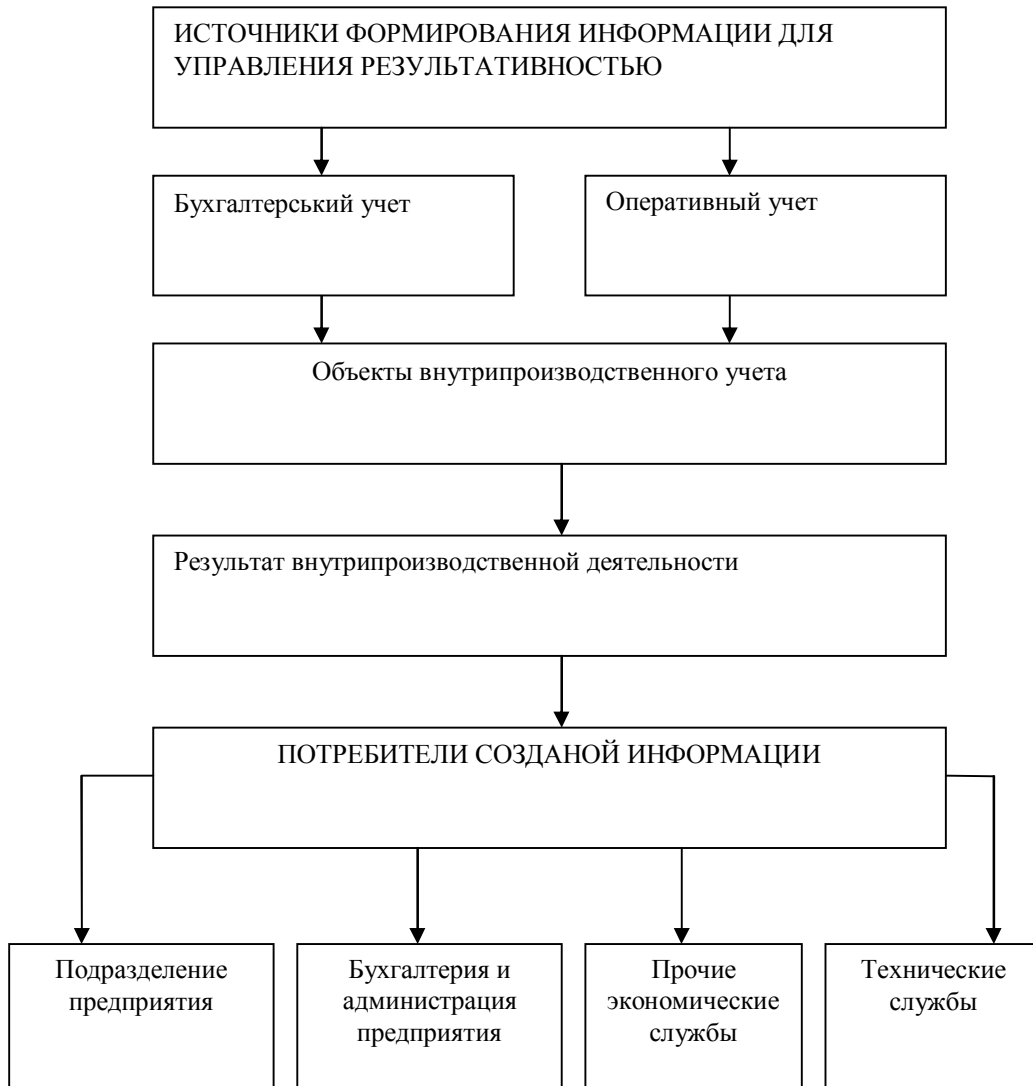 ИСТОЧНИКИ ФОРМИРОВАНИЯ ИНФОРМАЦИИ ДЛЯ
УПРАВЛЕНИЯ РЕЗУЛЬТАТИВНОСТЬЮ
Бухгалтерський учет
Оперативный учет
Объекты внутрипроизводственного учета
Результат внутрипроизводственной деятельности
ПОТРЕБИТЕЛИ СОЗДАНОЙ ИНФОРМАЦИИ
Подразделение
предприятия
Бухгалтерия и
администрация
предприятия
Прочие
экономические
службы
Технические
службы